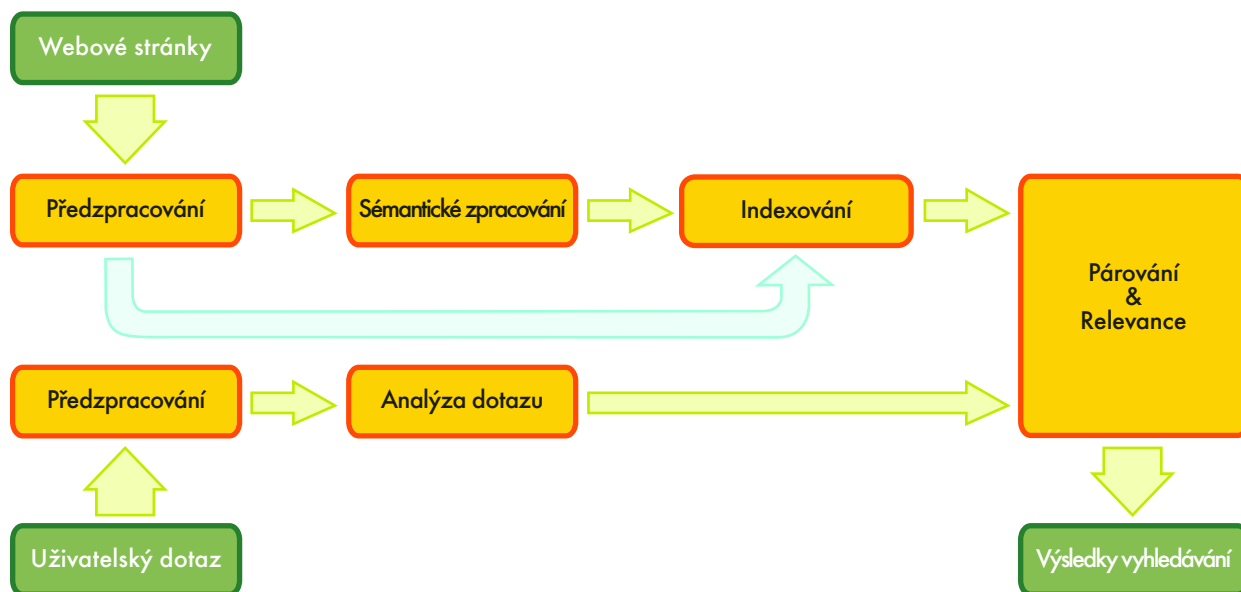 Webové stránky
Předzpracování
Sémantické zpracování
Indexování
Párování
&
Relevance
Předzpracování
Analýza dotazu
Uživatelský dotaz
Výsledky vyhledávání